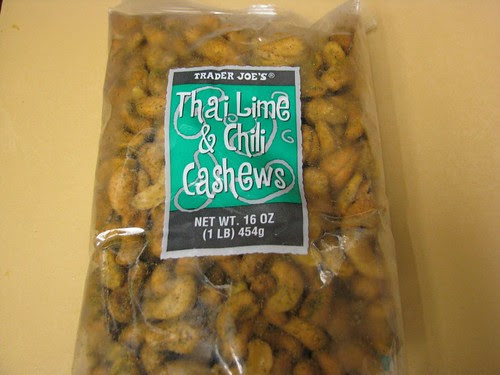 TRADER JOE'S®
Thai Lime
& Chili
Cashews
NET WT. 16 OZ
(1 LB) 454g